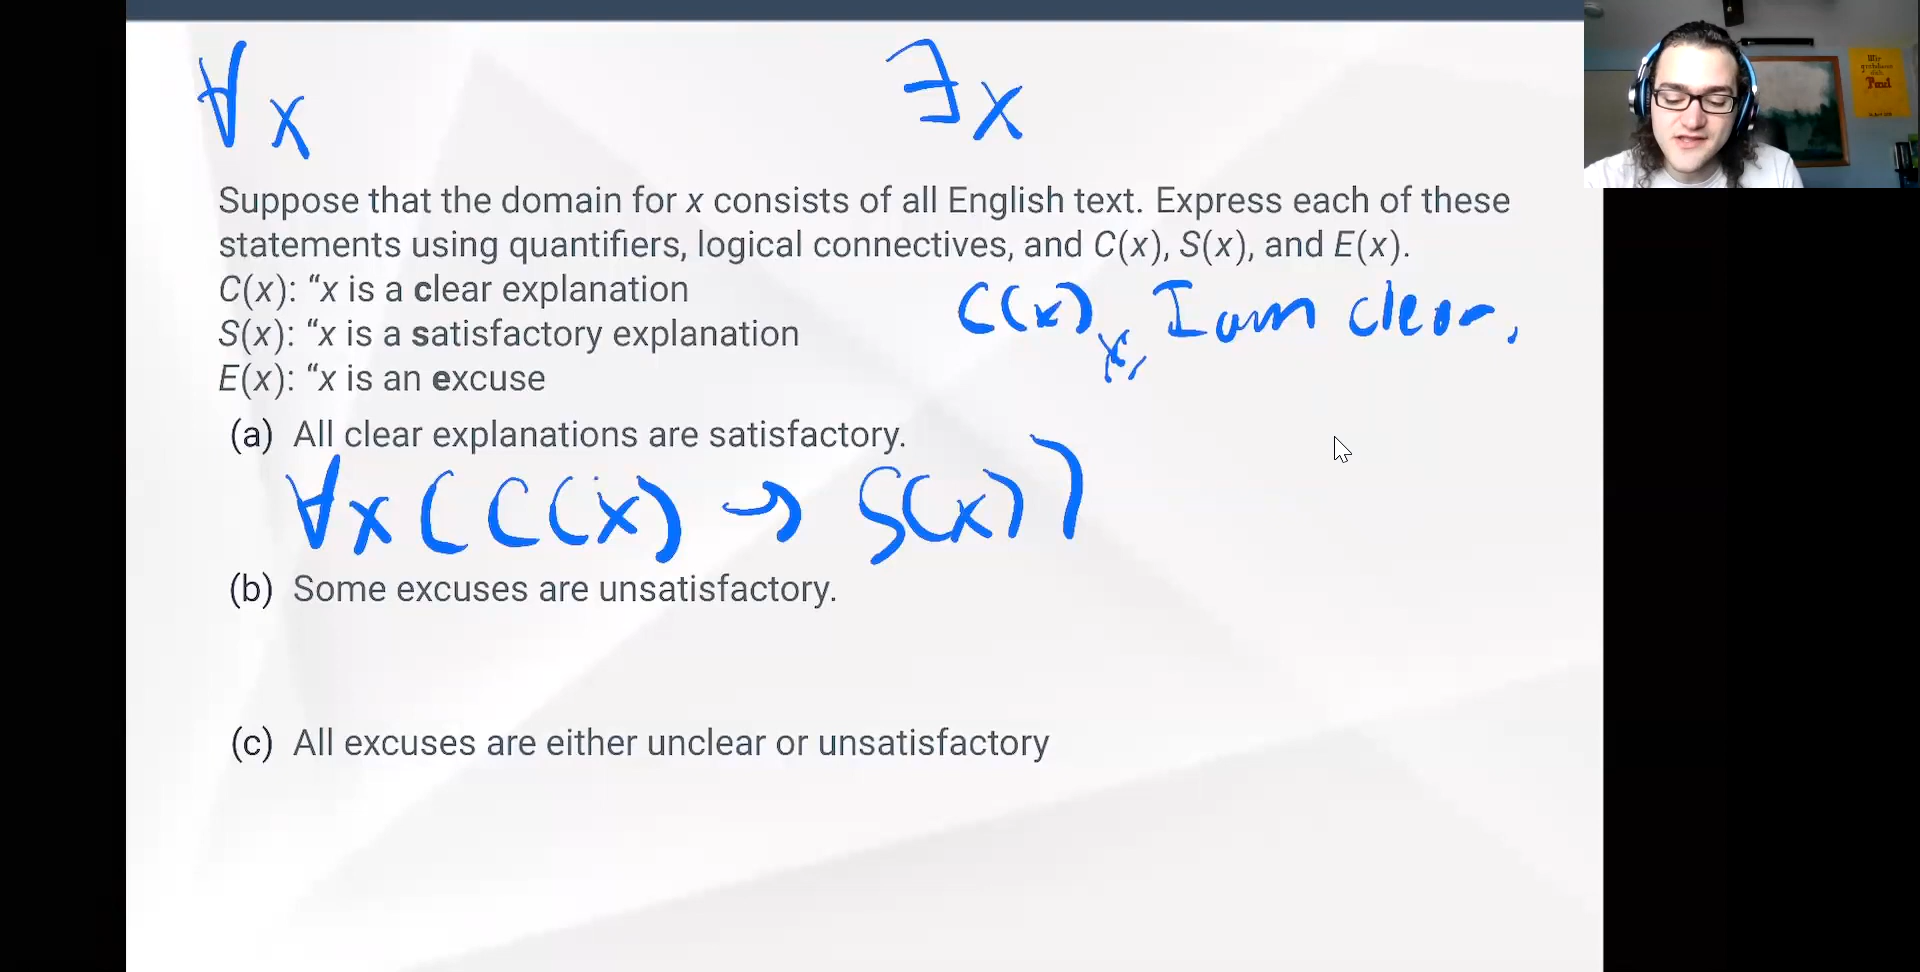 ∀x ∃x
Suppose that the domain for x consists of all English text. Express each of these
statements using quantifiers, logical connectives, and C(x), S(x), and E(x).
C(x): “x is a clear explanation
S(x): “x is a satisfactory explanation
E(x): “x is an excuse
C(x) x, I am clear.
(a) All clear explanations are satisfactory.
∀x(C(x) → S(x))
(b) Some excuses are unsatisfactory.
(c) All excuses are either unclear or unsatisfactory